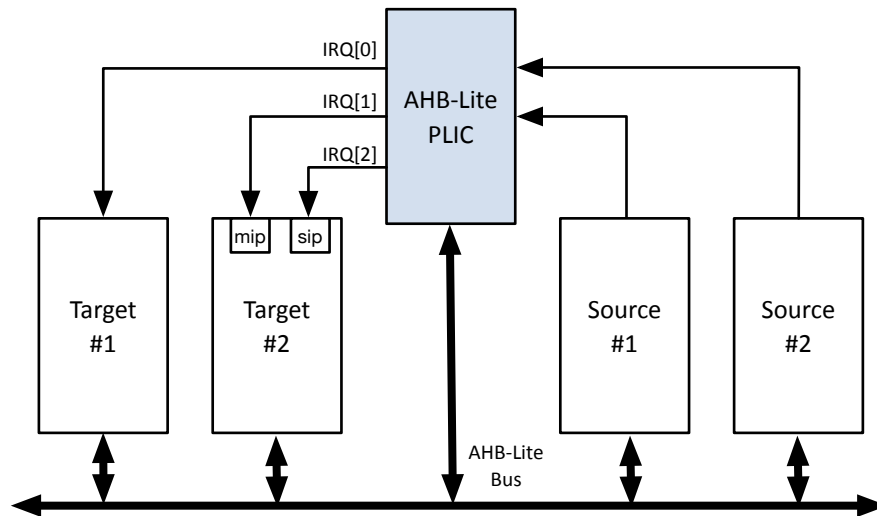 IRQ[0]
IRQ[1]
IRQ[2]
AHB-Lite
PLIC
mip
sip
Target
#1
Target
#2
Source
#1
Source
#2
AHB-Lite
Bus